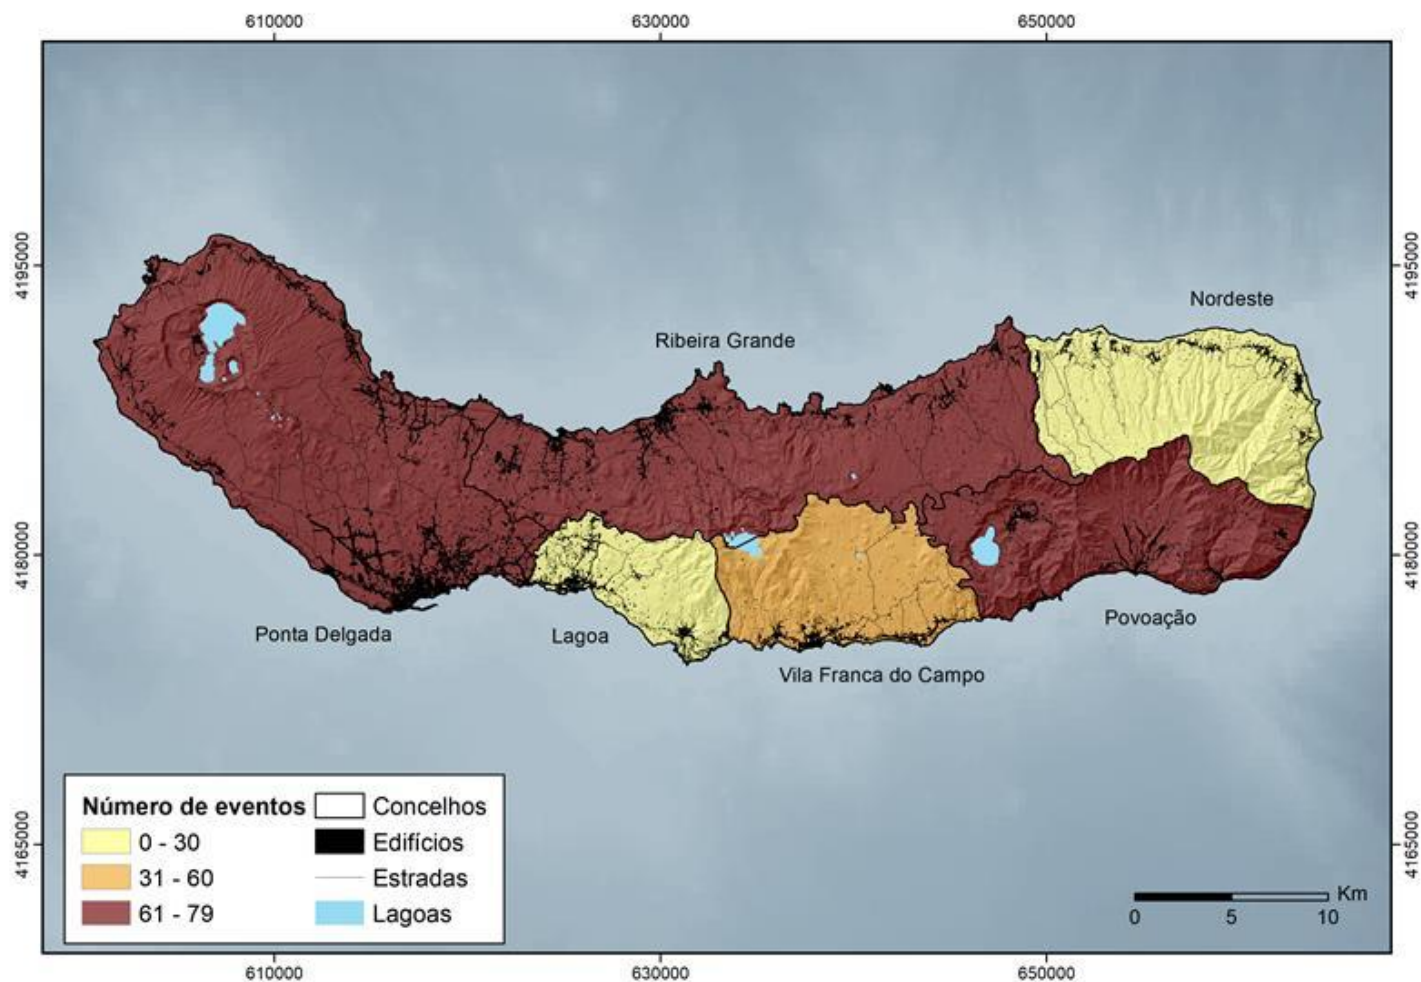 610000
630000
650000
4195000
4195000
Nordeste
Ribeira Grande
4180000
4180000
Ponta Delgada
Lagoa
Povoação
Vila Franca do Campo
Número de eventos
0 - 30
31 - 60
61 - 79
Concelhos
Edifícios
Estradas
Lagoas
4165000
4165000
Km
0
5
10
610000
630000
650000